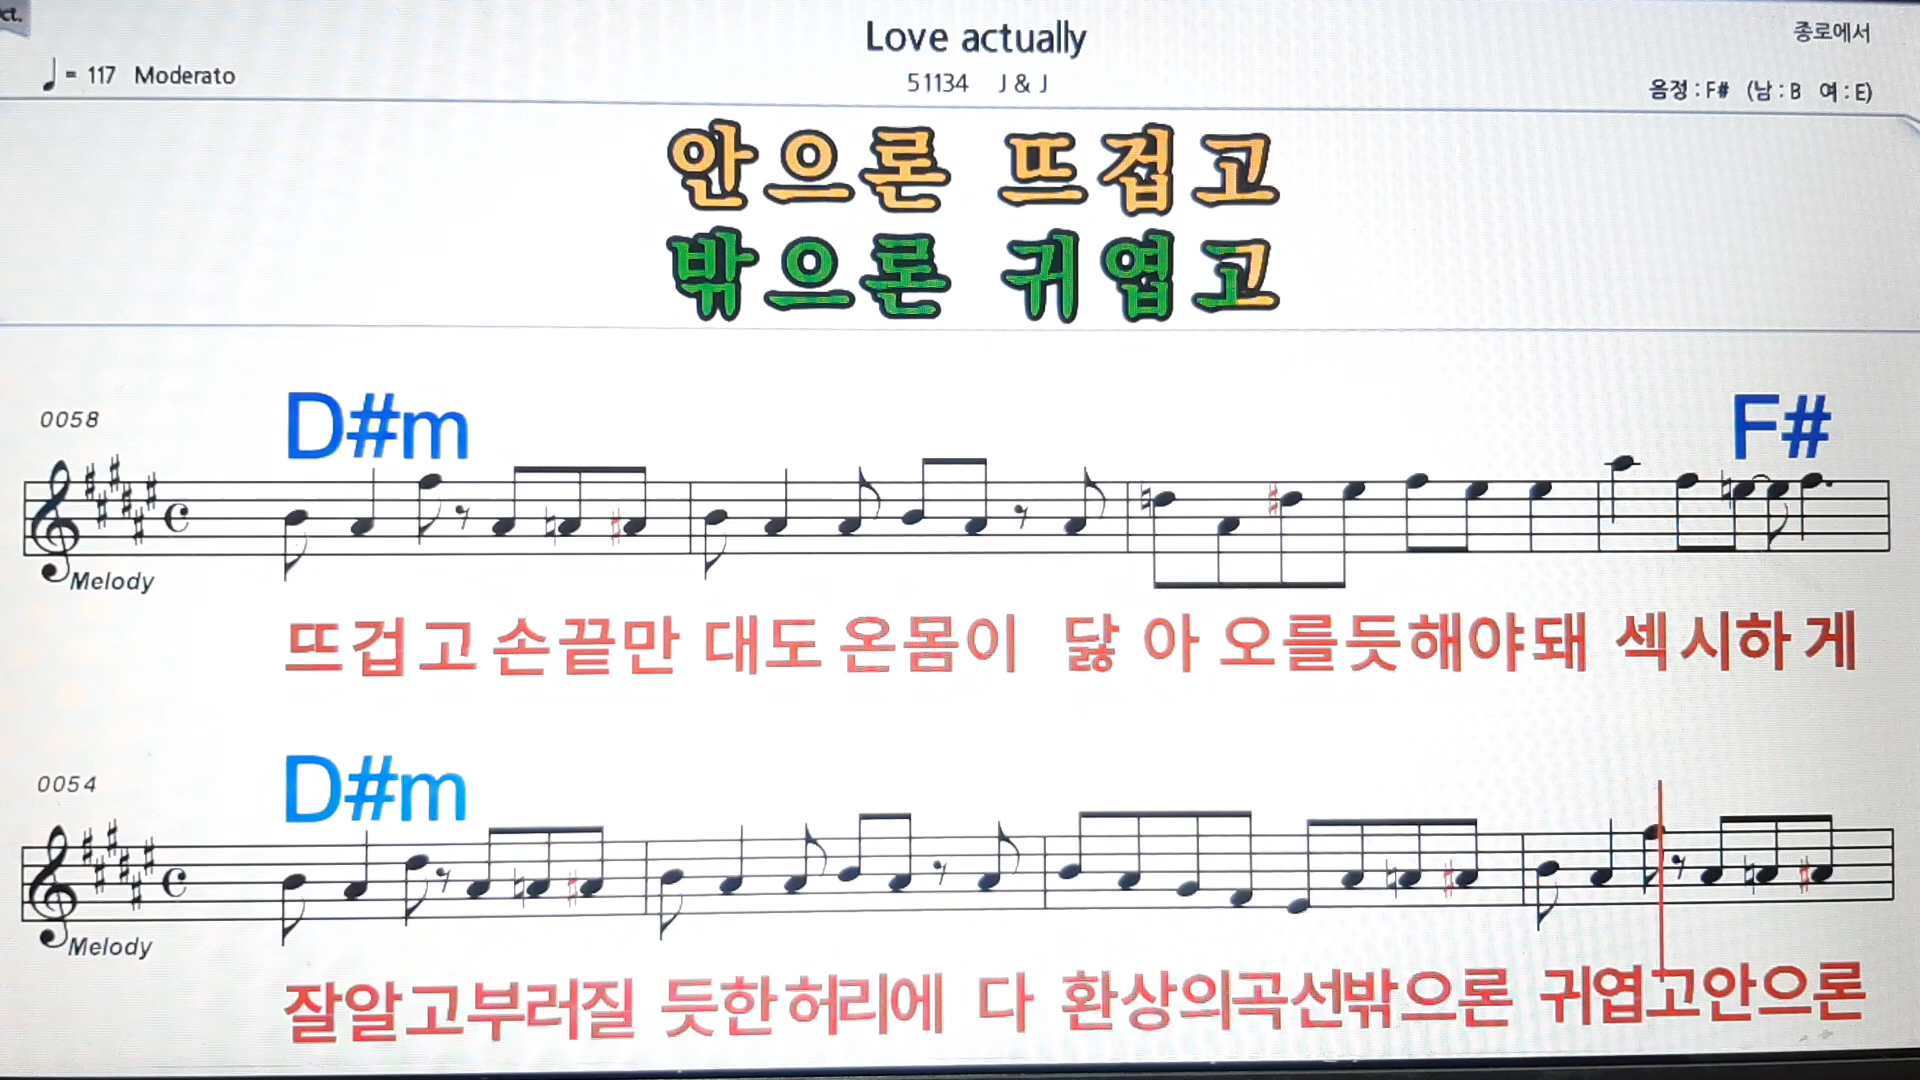 ct.
Love actually
종로에서
♩ = 117 Moderato
51134 J & J
음정 : F# (남 : B 여 : E)
안으론 뜨겁고
밖으론 귀엽고
0058
D#m F#
Melody
뜨겁고 손끝만 대도 온몸이 닳 아 오를듯해야돼 섹시하게
0054
D#m
Melody
잘알고부러질 듯한허리에 다 환상의곡선밖으론 귀엽고안으론